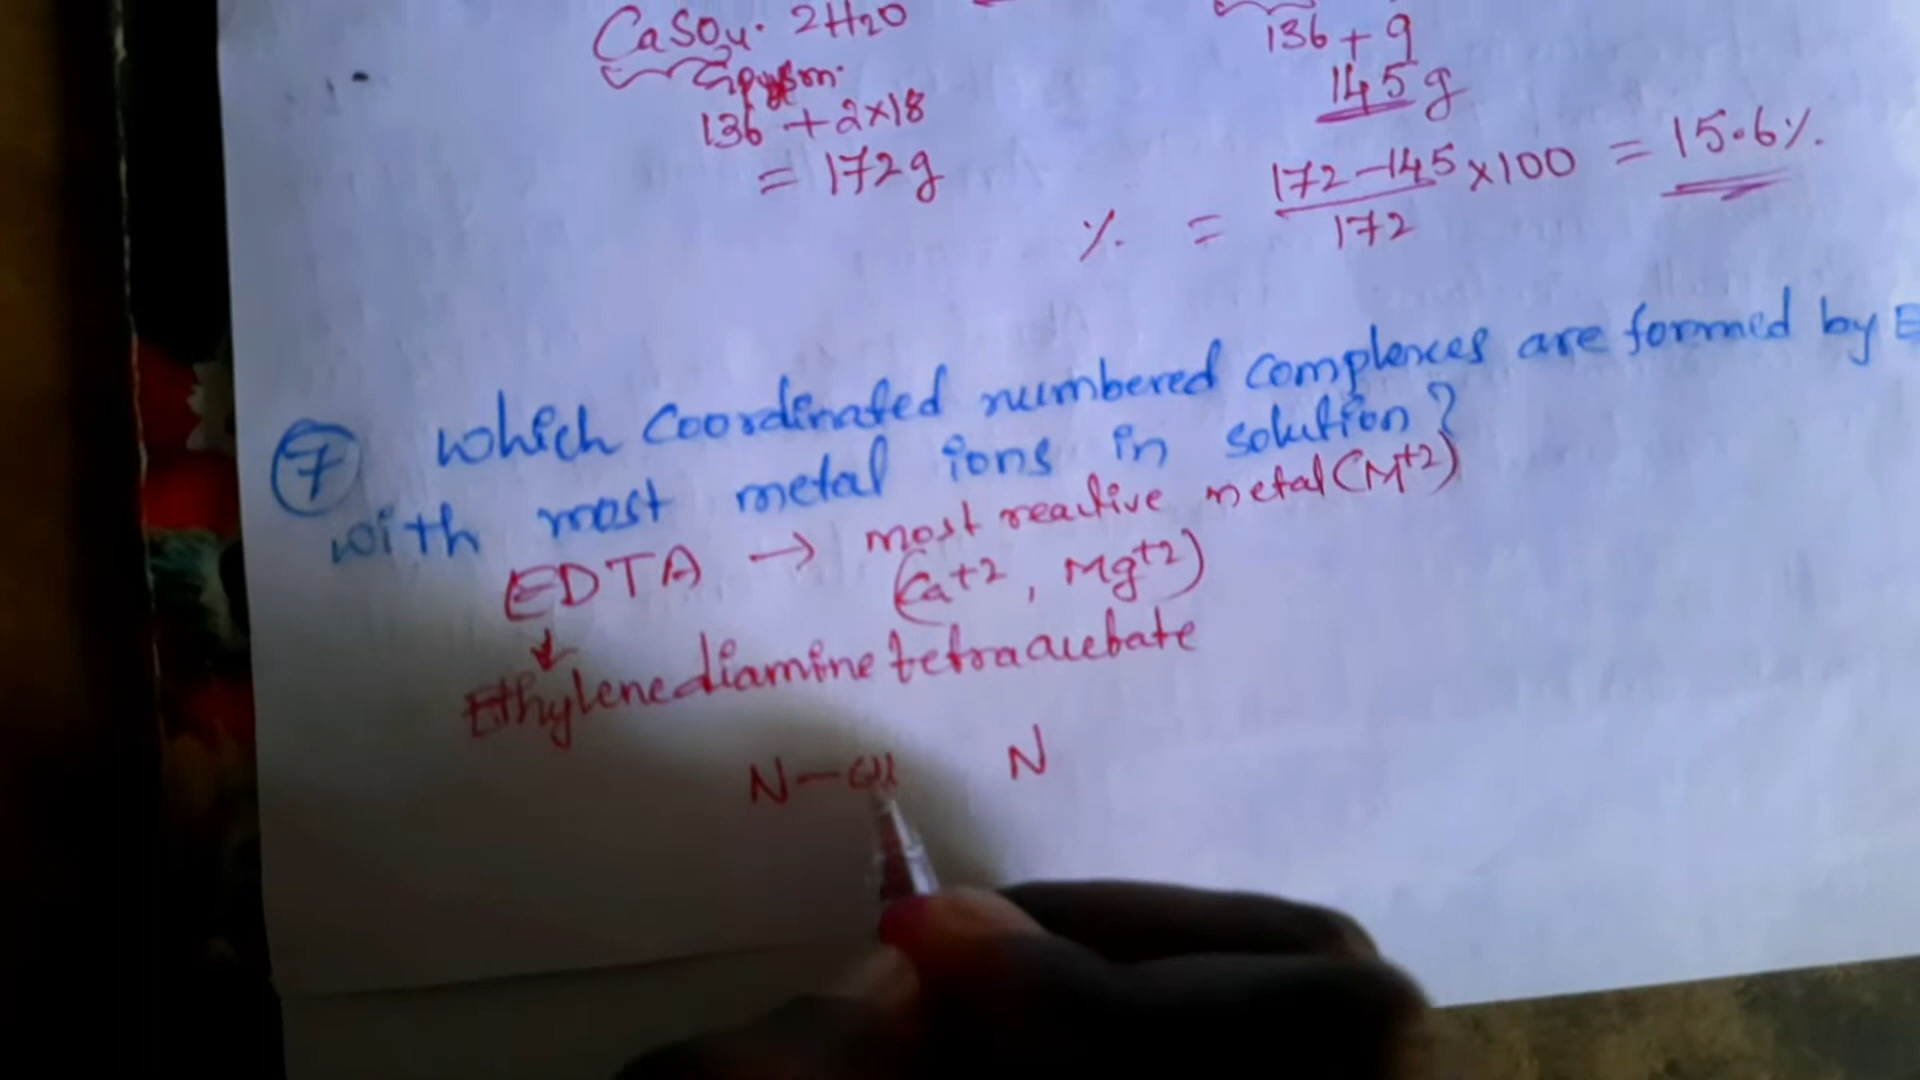 CaSO4. 2H2O
136 + 9
145 g
136 + 2×18
= 172g
% = 172-145/172 ×100 = 15.6%.
7 which coordinated numbered complexes are formed by E
with most metal ions in solution?
EDTA → most reactive metal (M+2)
(Ca+2, Mg+2)
↓
Ethylenediamine tetraacetate
N-CH N